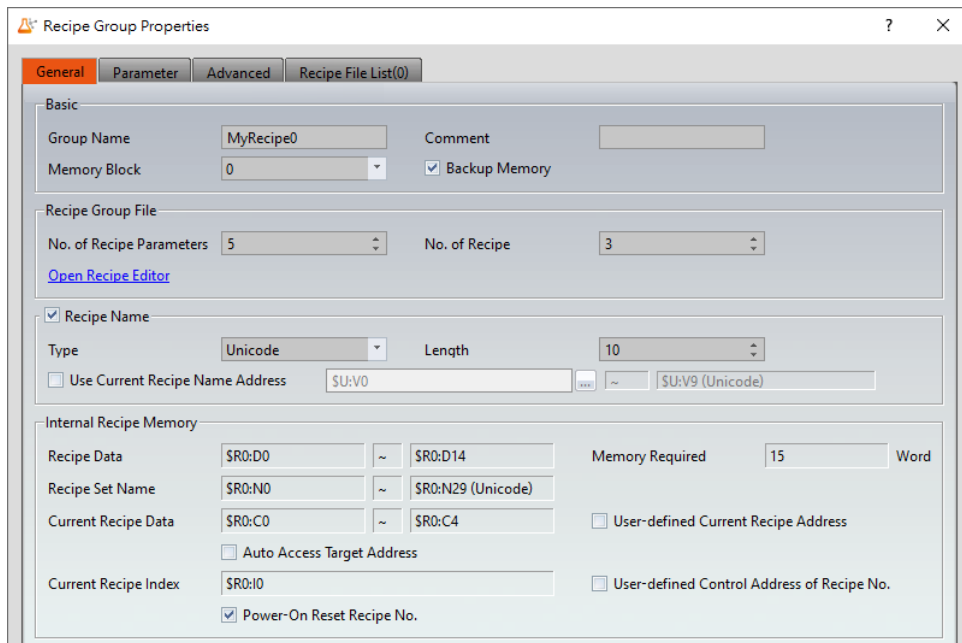 Recipe Group Properties ? X
General Parameter Advanced Recipe File List(0)
Basic
Group Name MyRecipe0 Comment
Memory Block 0 Backup Memory
Recipe Group File
No. of Recipe Parameters 5 No. of Recipe 3
Open Recipe Editor
Recipe Name
Type Unicode Length 10
Use Current Recipe Name Address $U:V0 ... ~ $U:V9 (Unicode)
Internal Recipe Memory
Recipe Data $R0:D0 ~ $R0:D14 Memory Required 15 Word
Recipe Set Name $R0:N0 ~ $R0:N29 (Unicode)
Current Recipe Data $R0:C0 ~ $R0:C4 User-defined Current Recipe Address
Auto Access Target Address
Current Recipe Index $R0:I0 User-defined Control Address of Recipe No.
Power-On Reset Recipe No.